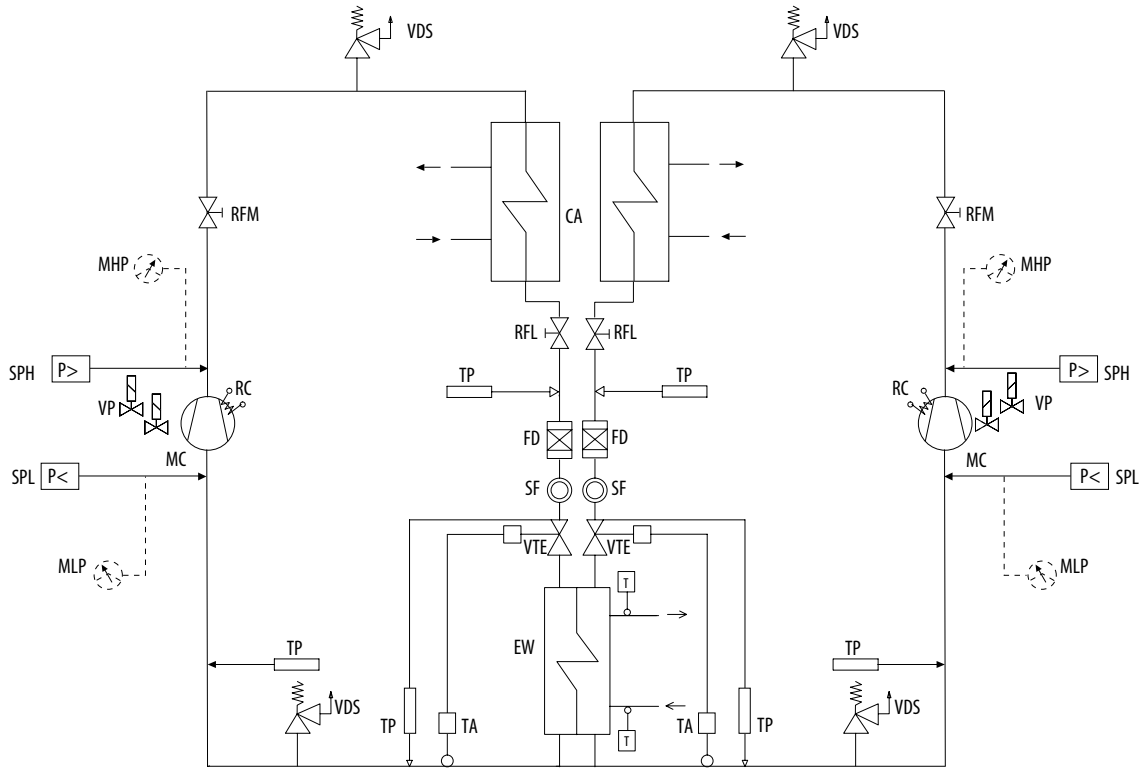 VDS VDS
CA
RFM RFM
MHP MHP
RFL RFL
SPH P> P> SPH
TP TP
RC RC
VP VP
FD FD
MC MC
SPL P< P< SPL
SF SF
VTE VTE
MLP MLP
T
EW
TP TP
VDS VDS
TP TA TA TP
T